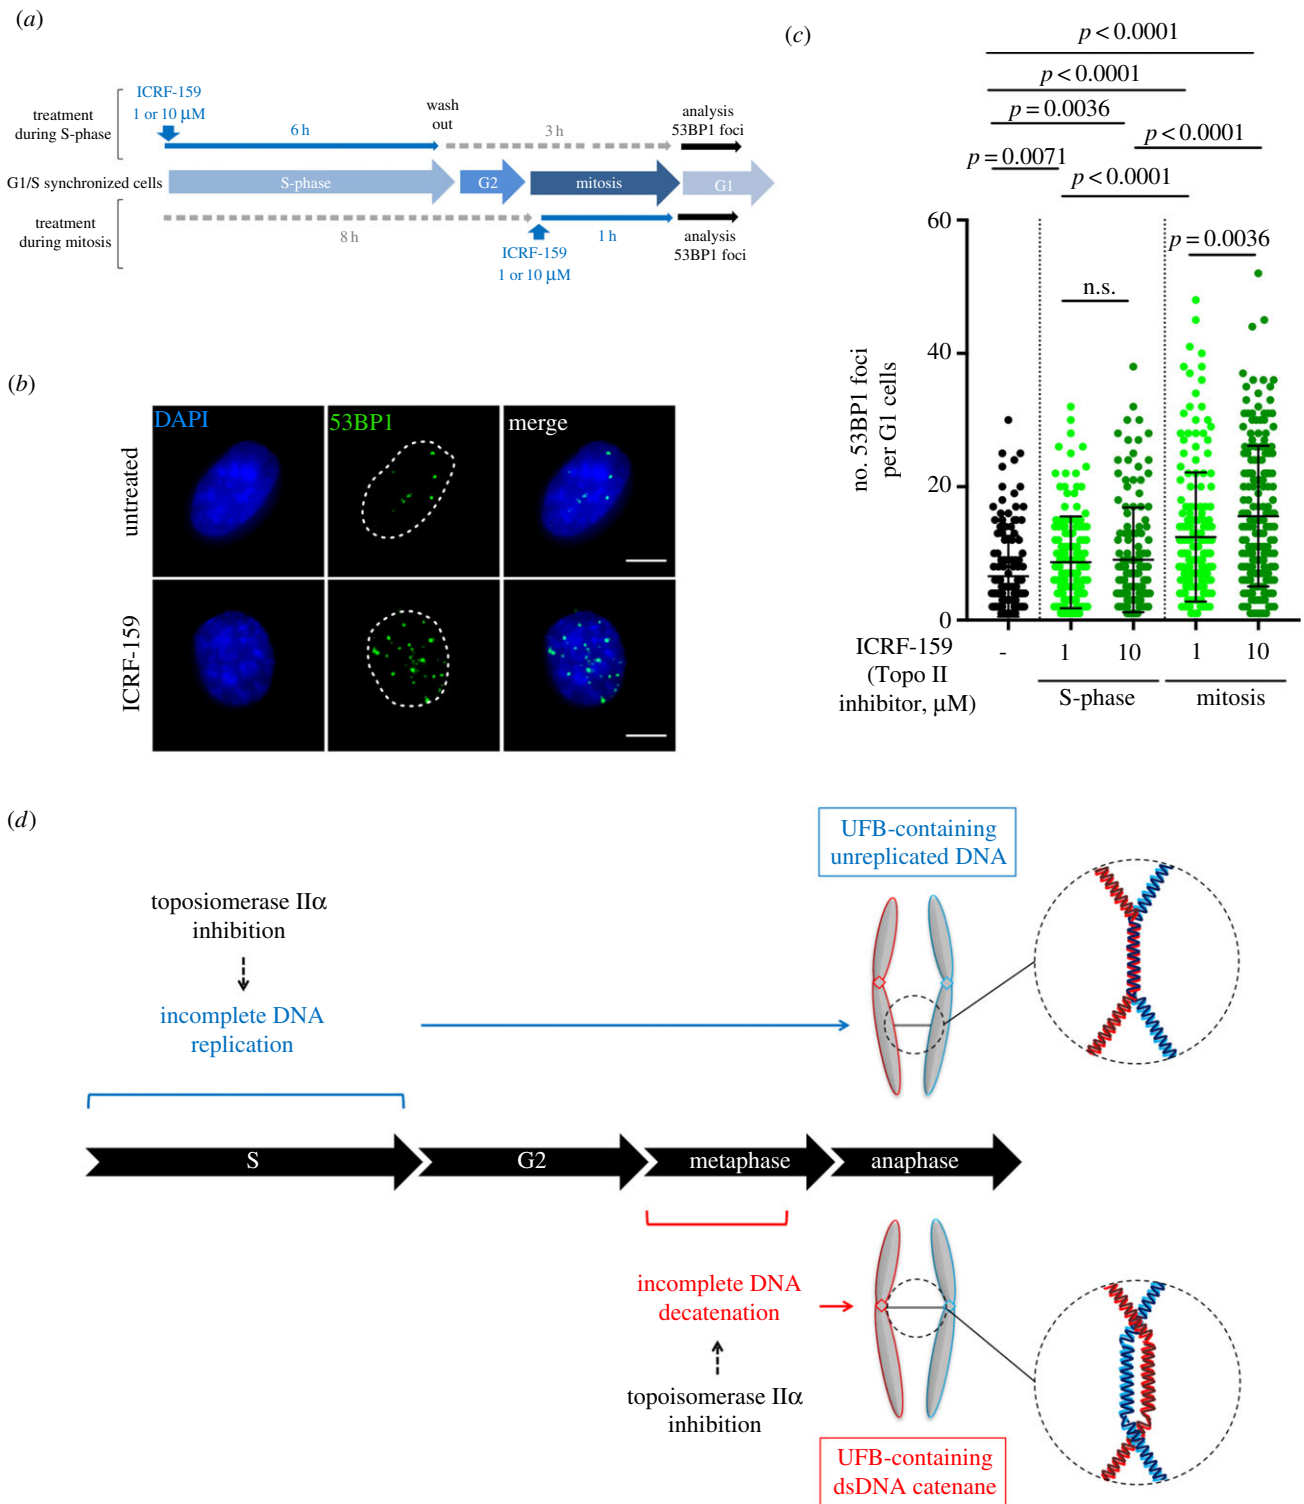 (a)
treatment
during S-phase
ICRF-159
1 or 10 µM
6 h
wash
out
3 h
analysis
53BP1 foci
G1/S synchronized cells
S-phase
G2
mitosis
G1
treatment
during mitosis
8 h
ICRF-159
1 or 10 µM
1 h
analysis
53BP1 foci
(b)
DAPI
53BP1
merge
untreated
ICRF-159
(c)
p < 0.0001
p < 0.0001
p = 0.0036
p < 0.0001
p = 0.0071
p < 0.0001
p = 0.0036
n.s.
60
40
20
0
no. 53BP1 foci
per G1 cells
ICRF-159
(Topo II
inhibitor, µM)
- 1 10 1 10
S-phase
mitosis
(d)
toposiomerase IIα
inhibition
incomplete DNA
replication
UFB-containing
unreplicated DNA
S
G2
metaphase
anaphase
incomplete DNA
decatenation
topoisomerase IIα
inhibition
UFB-containing
dsDNA catenane